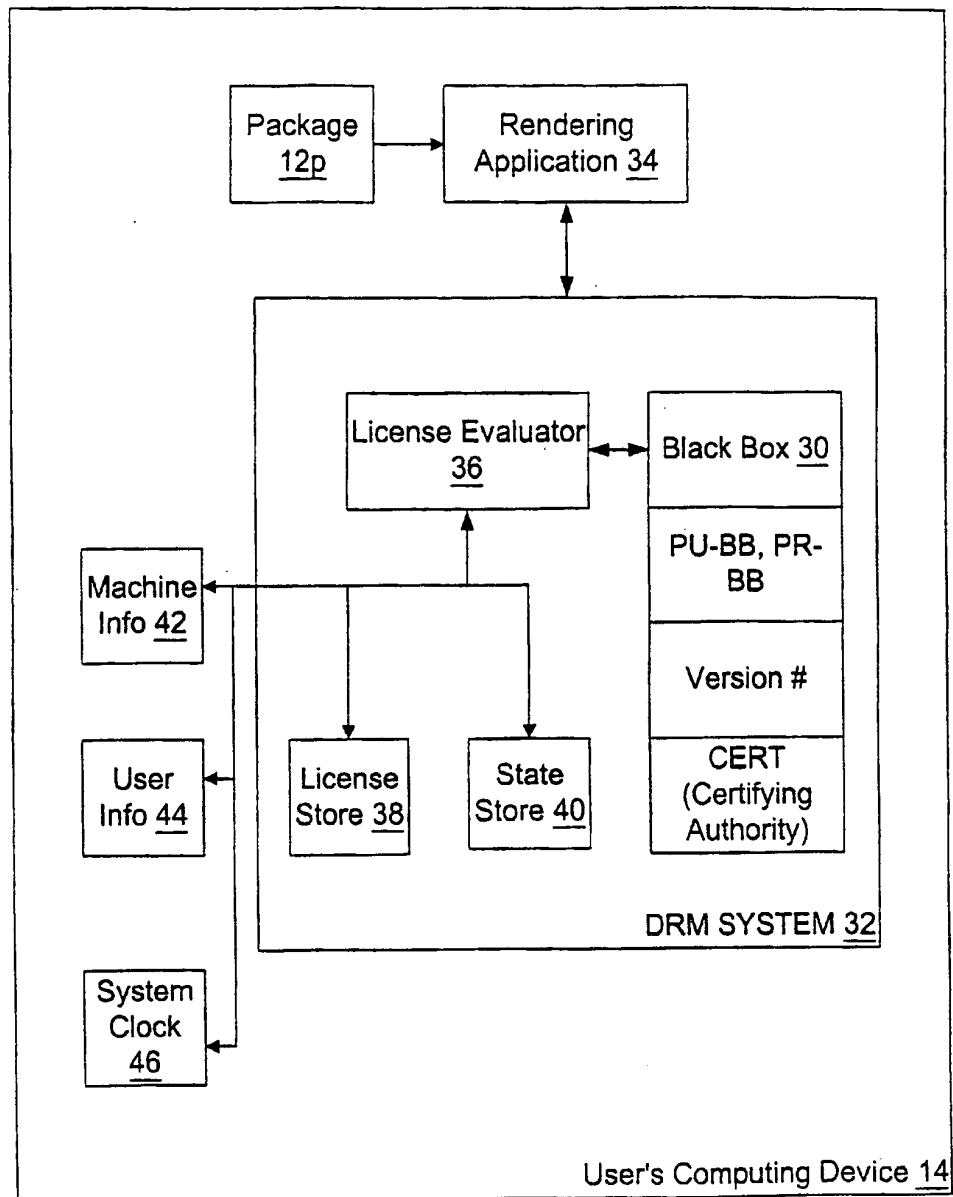 Package
12p
Rendering
Application 34
License Evaluator
36
Black Box 30
PU-BB, PR-
BB
Version #
CERT
(Certifying
Authority)
Machine
Info 42
User
Info 44
License
Store 38
State
Store 40
DRM SYSTEM 32
System
Clock
46
User's Computing Device 14